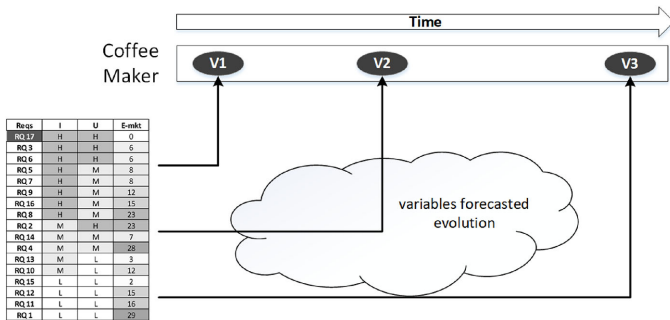 Time
Coffee
Maker
V1 V2 V3
Reqs I U E-mkt
RQ 17 H H 0
RQ 3 H H 6
RQ 6 H H 6
RQ 5 H M 8
RQ 7 H M 8
RQ 9 H M 12
RQ 16 H M 15
RQ 8 H M 23
RQ 2 M H 23
RQ 14 M M 7
RQ 4 M M 28
RQ 13 M L 3
RQ 10 M L 12
RQ 15 L L 2
RQ 12 L L 15
RQ 11 L L 16
RQ 1 L L 29
variables forecasted
evolution